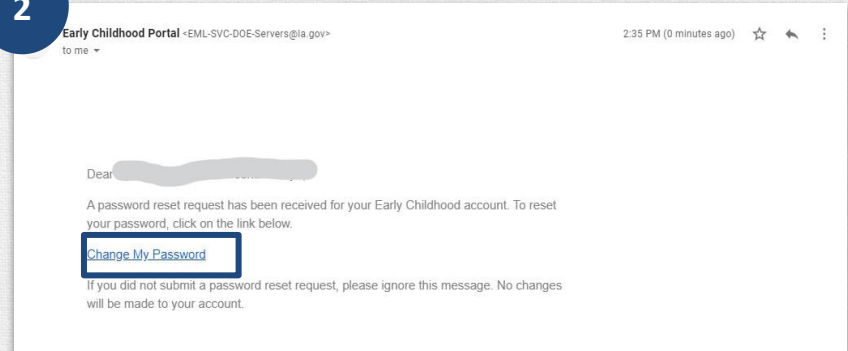 2
Early Childhood Portal <EML-SVC-DOE-Servers@la.gov>
2:35 PM (0 minutes ago)
to me
Dear
A password reset request has been received for your Early Childhood account. To reset
your password, click on the link below.
Change My Password
If you did not submit a password reset request, please ignore this message. No changes
will be made to your account.